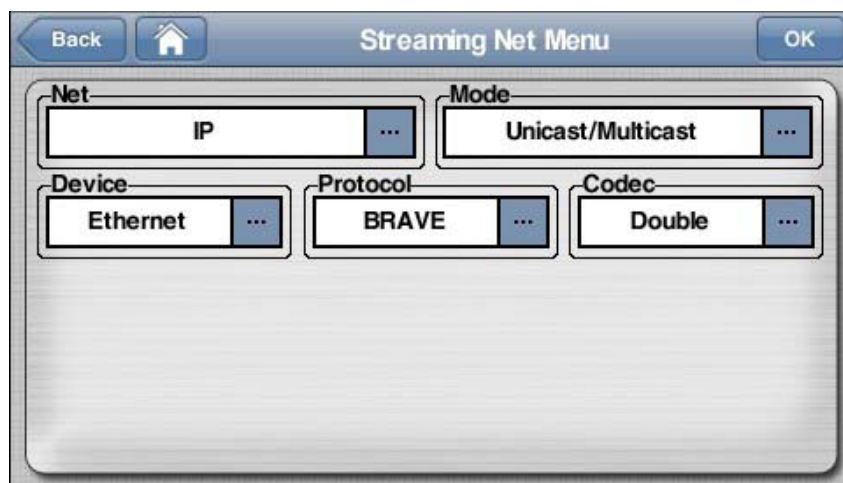 Back
Streaming Net Menu
OK
Net
IP
...
Mode
Unicast/Multicast
...
Device
Ethernet
...
Protocol
BRAVE
...
Codec
Double
...